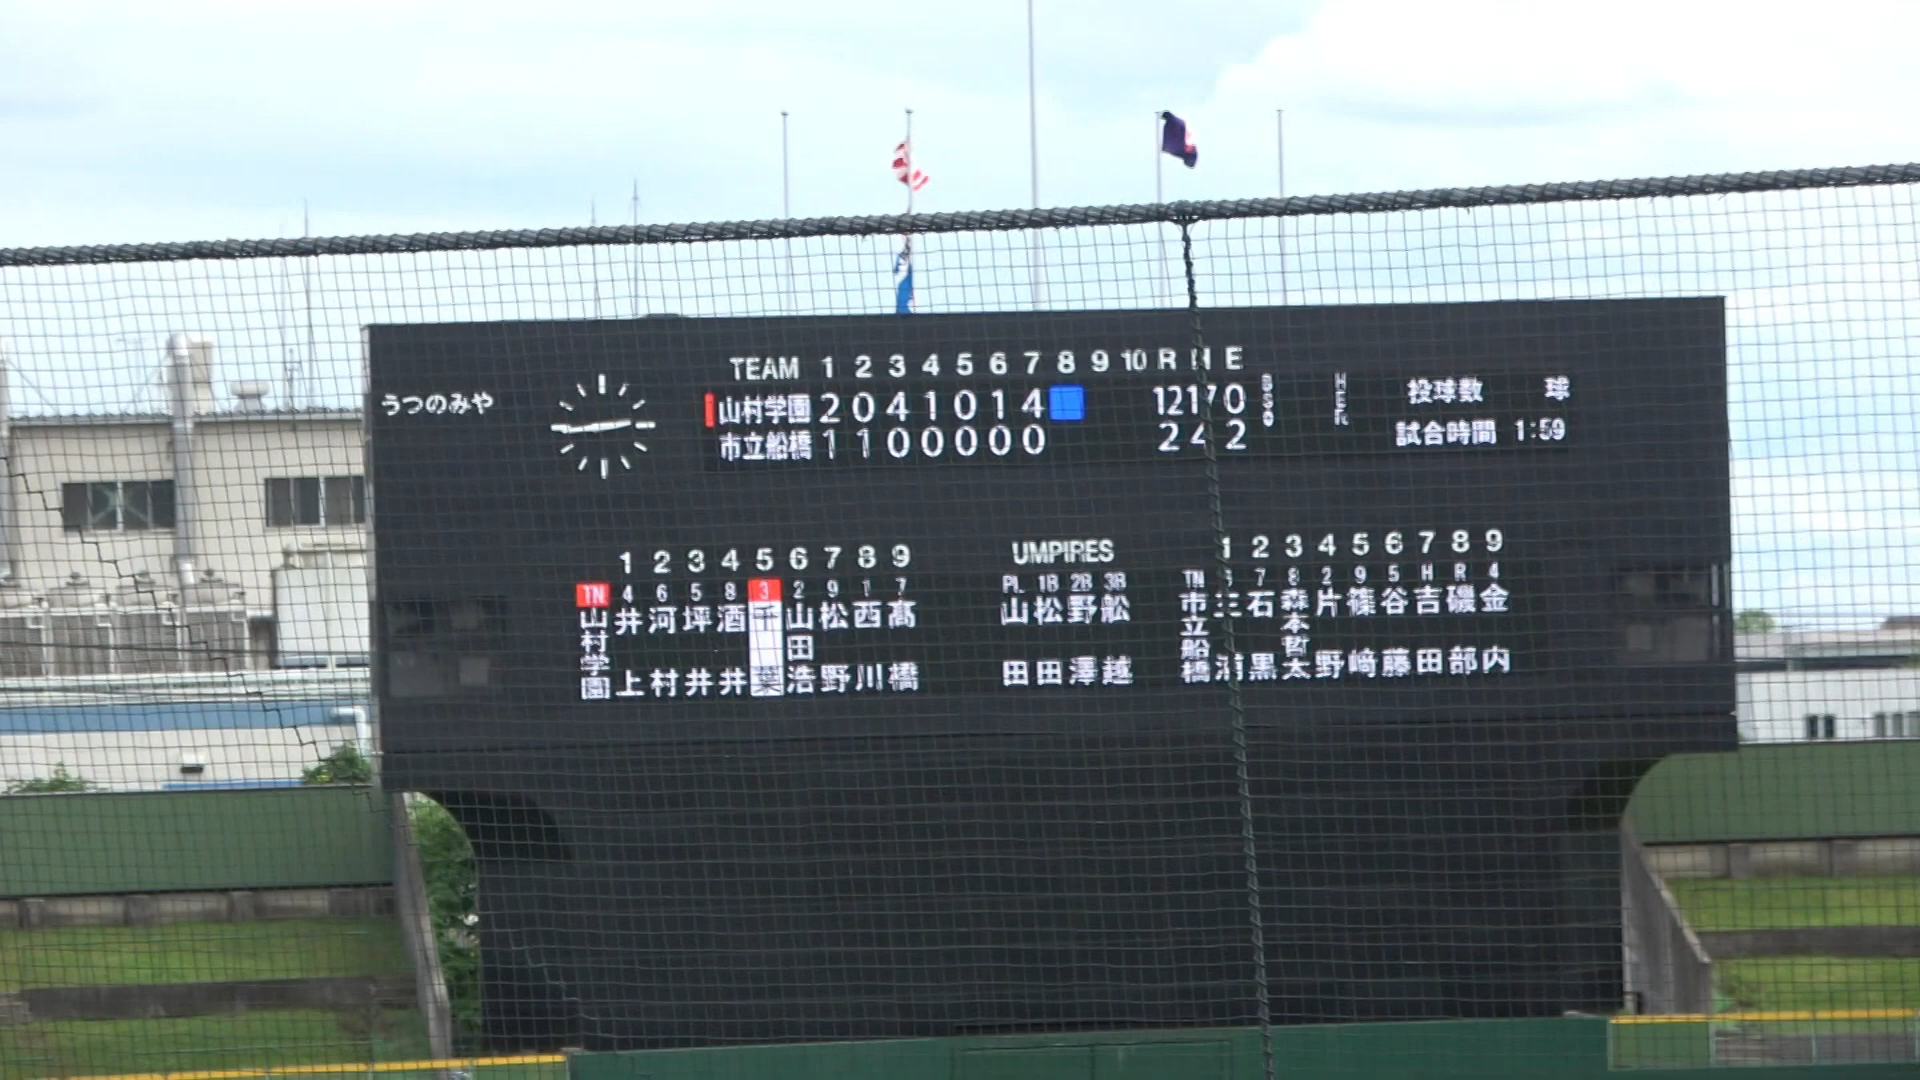 うつのみや
TEAM 1 2 3 4 5 6 7 8 9 10 R H E
山村学園 2 0 4 1 0 1 4 12 17 0
市立船橋 1 1 0 0 0 0 0 2 4 2
B
S
O
H
E
投球数 球
試合時間 1:59
1 2 3 4 5 6 7 8 9
TN 4 6 5 8 3 2 9 1 7
山村学園
井上
河村
坪井
酒井
千葉
山田浩
松野
西川
髙橋
UMPIRES
PL 1B 2B 3B
山田
松田
野澤
舩越
1 2 3 4 5 6 7 8 9
TN 7 8 2 9 5 H R 4
市立船橋
三浦
石黒
森本哲太
片野
篠﨑
谷藤
吉田
磯部
金内